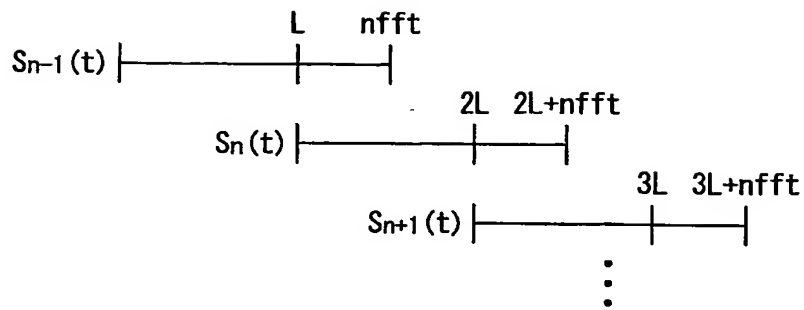 L nfft
Sn-1(t)
2L 2L+nfft
Sn(t)
3L 3L+nfft
Sn+1(t)